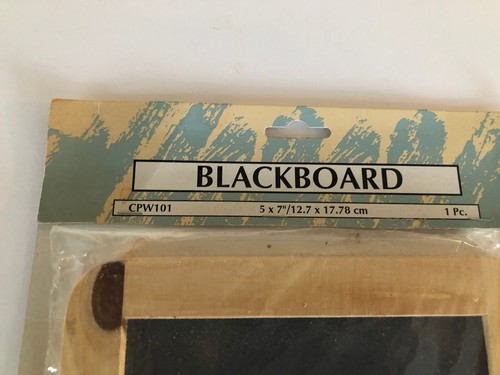 BLACKBOARD
CPW101 5 x 7"/12.7 x 17.78 cm 1 Pc.